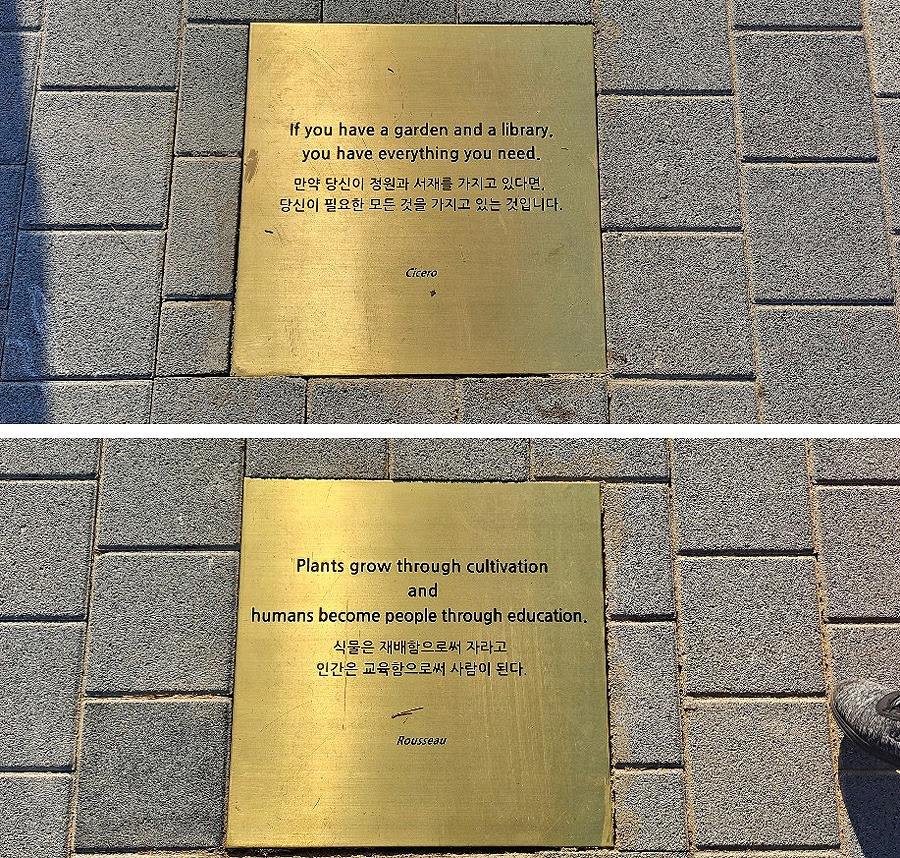 If you have a garden and a library,
you have everything you need.
만약 당신이 정원과 서재를 가지고 있다면,
당신이 필요한 모든 것을 가지고 있는 것입니다.
Cicero
Plants grow through cultivation
and
humans become people through education.
식물은 재배함으로써 자라고
인간은 교육함으로써 사람이 된다.
Rousseau